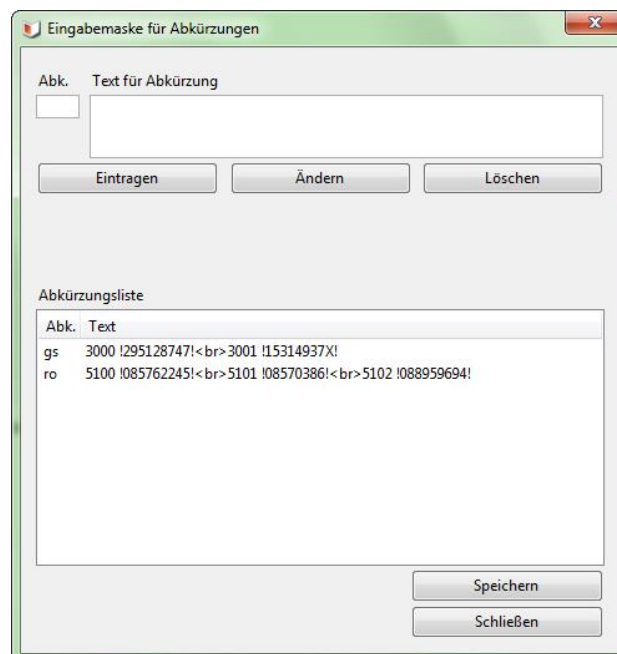 Eingabemaske für Abkürzungen
Abk. Text für Abkürzung
Eintragen Ändern Löschen
Abkürzungsliste
Abk. Text
gs 3000 !295128747!<br>3001 !15314937X!
ro 5100 !085762245!<br>5101 !08570386!<br>5102 !088959694!
Speichern
Schließen